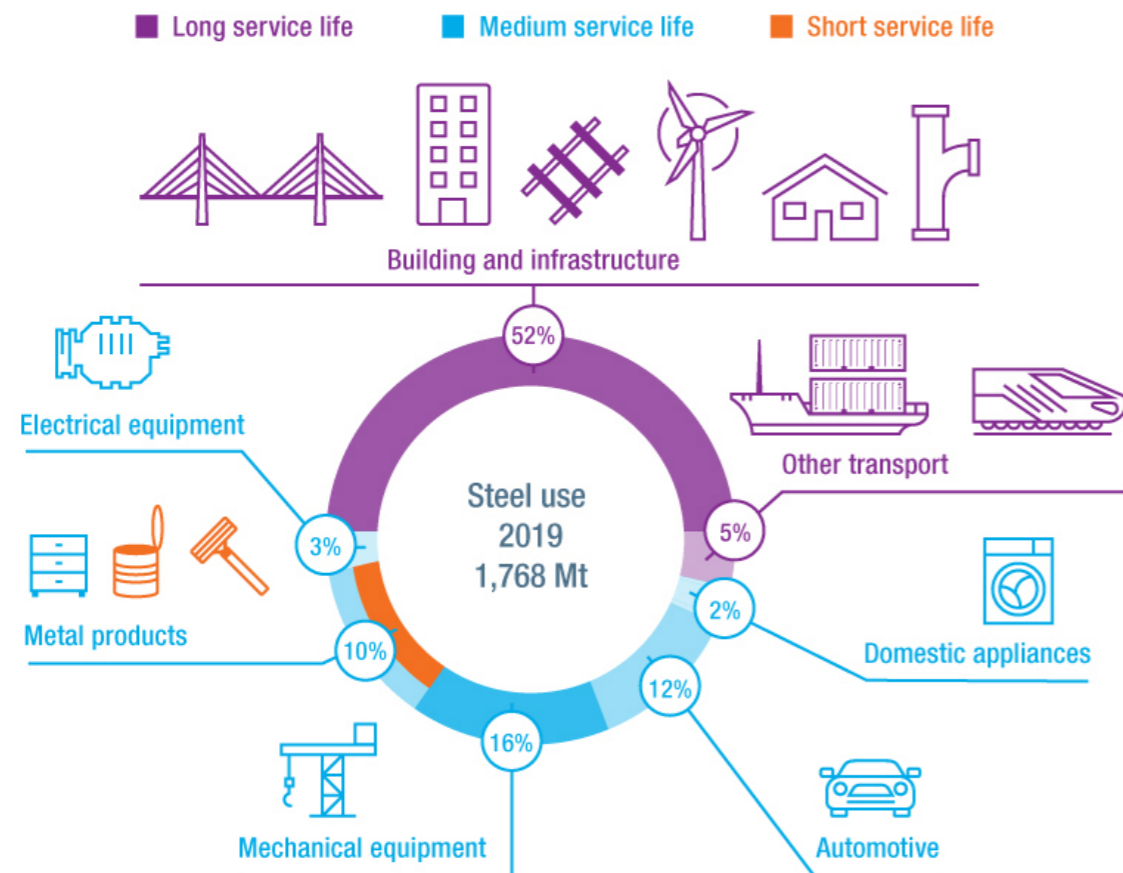 Long service life
Medium service life
Short service life
Building and infrastructure
52%
Electrical equipment
3%
Other transport
5%
Steel use
2019
1,768 Mt
Metal products
10%
2%
Domestic appliances
12%
16%
Mechanical equipment
Automotive